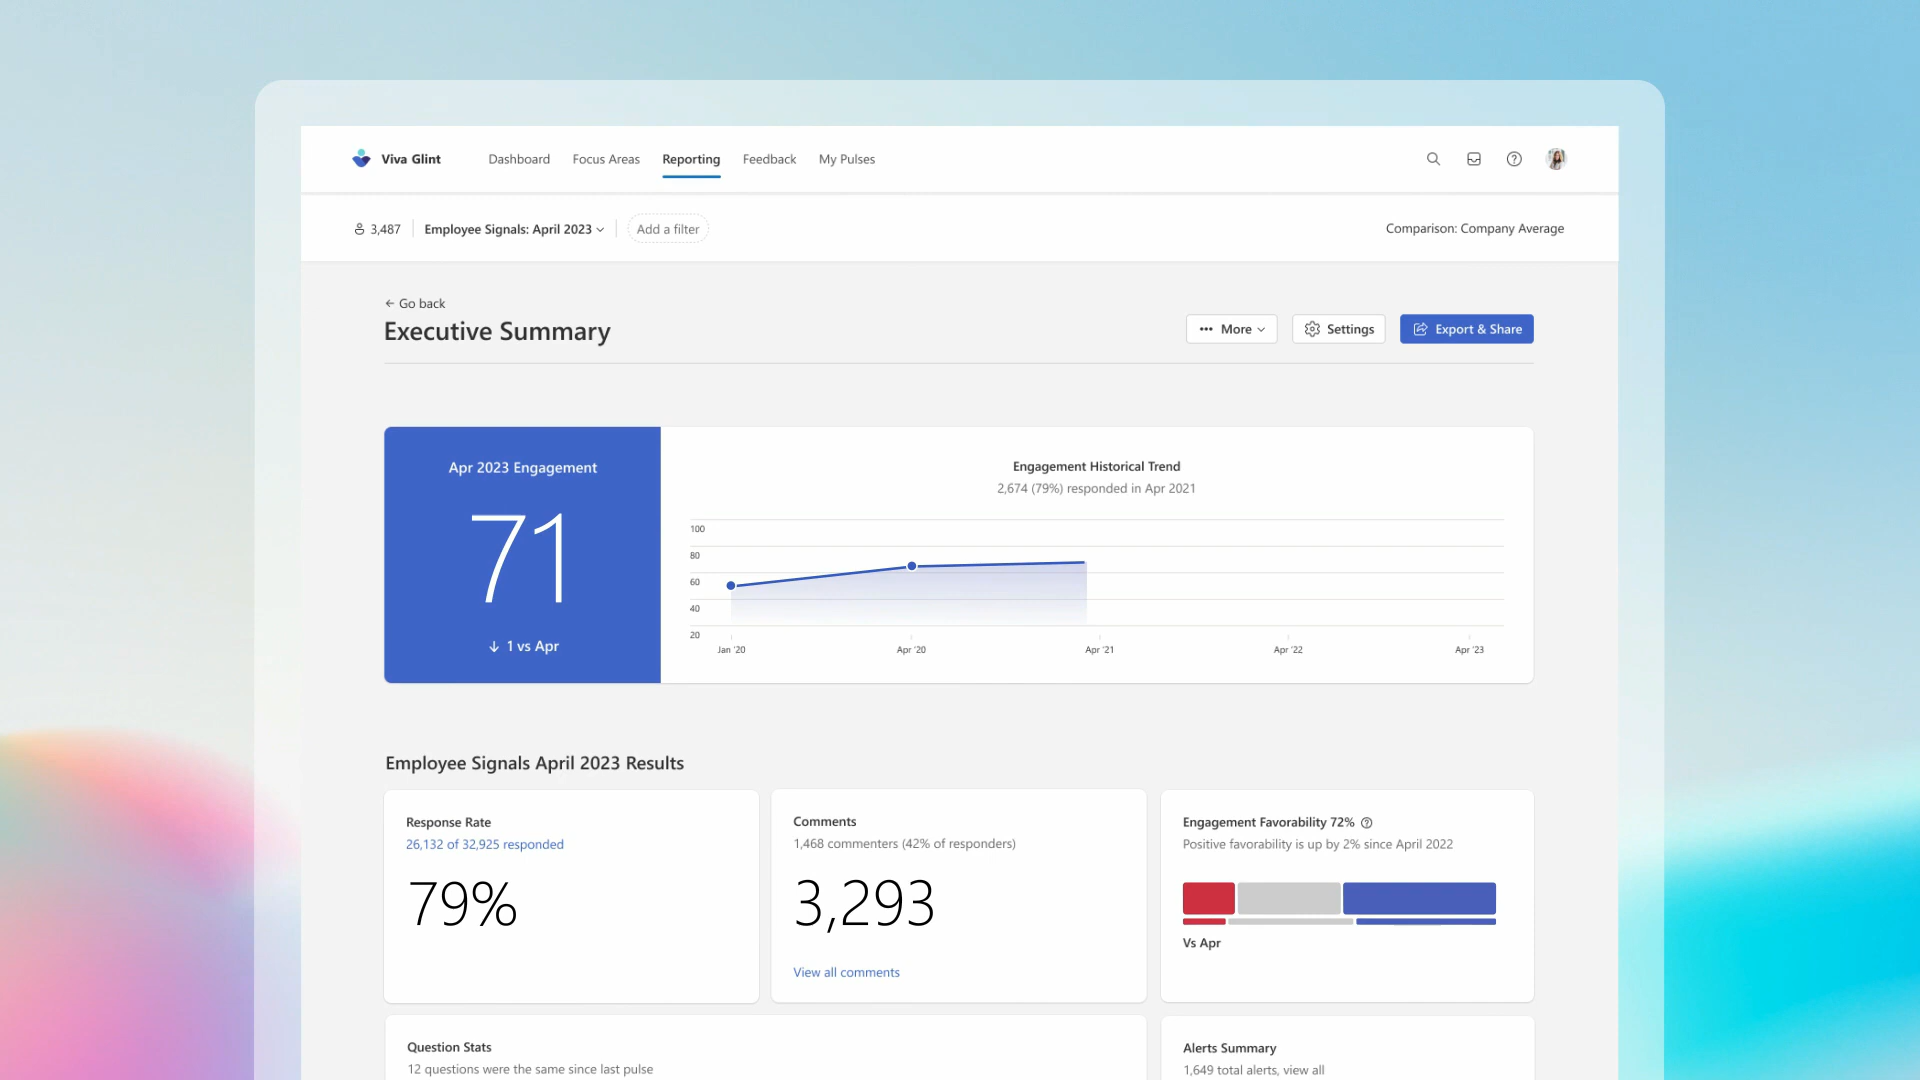 Viva Glint
Dashboard
Focus Areas
Reporting
Feedback
My Pulses
3,487
Employee Signals: April 2023
Add a filter
Comparison: Company Average
← Go back
Executive Summary
More
Settings
Export & Share
Apr 2023 Engagement
71
↓ 1 vs Apr
Engagement Historical Trend
2,674 (79%) responded in Apr 2021
100
80
60
40
20
Jan '20
Apr '20
Apr '21
Apr '22
Apr '23
Employee Signals April 2023 Results
Response Rate
26,132 of 32,925 responded
79%
Comments
1,468 commenters (42% of responders)
3,293
View all comments
Engagement Favorability 72%
Positive favorability is up by 2% since April 2022
Vs Apr
Question Stats
12 questions were the same since last pulse
Alerts Summary
1,649 total alerts, view all